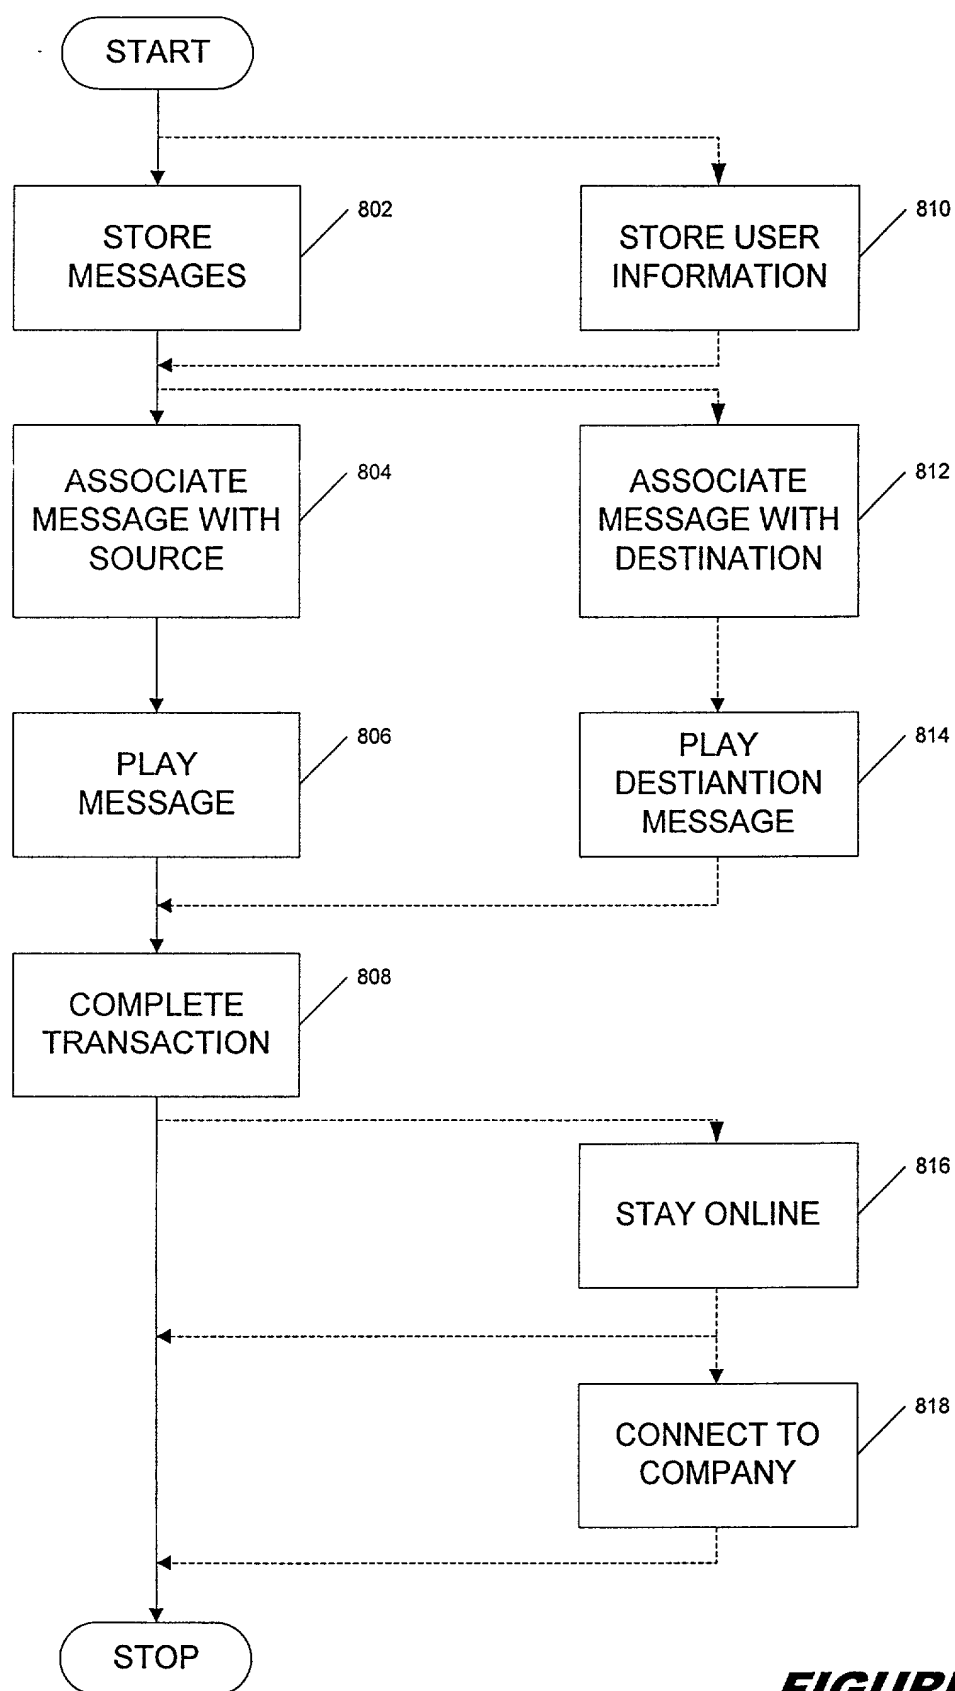 START
STORE
MESSAGES
802
STORE USER
INFORMATION
810
ASSOCIATE
MESSAGE WITH
SOURCE
804
ASSOCIATE
MESSAGE WITH
DESTINATION
812
PLAY
MESSAGE
806
PLAY
DESTIANTION
MESSAGE
814
COMPLETE
TRANSACTION
808
STAY ONLINE
816
CONNECT TO
COMPANY
818
STOP